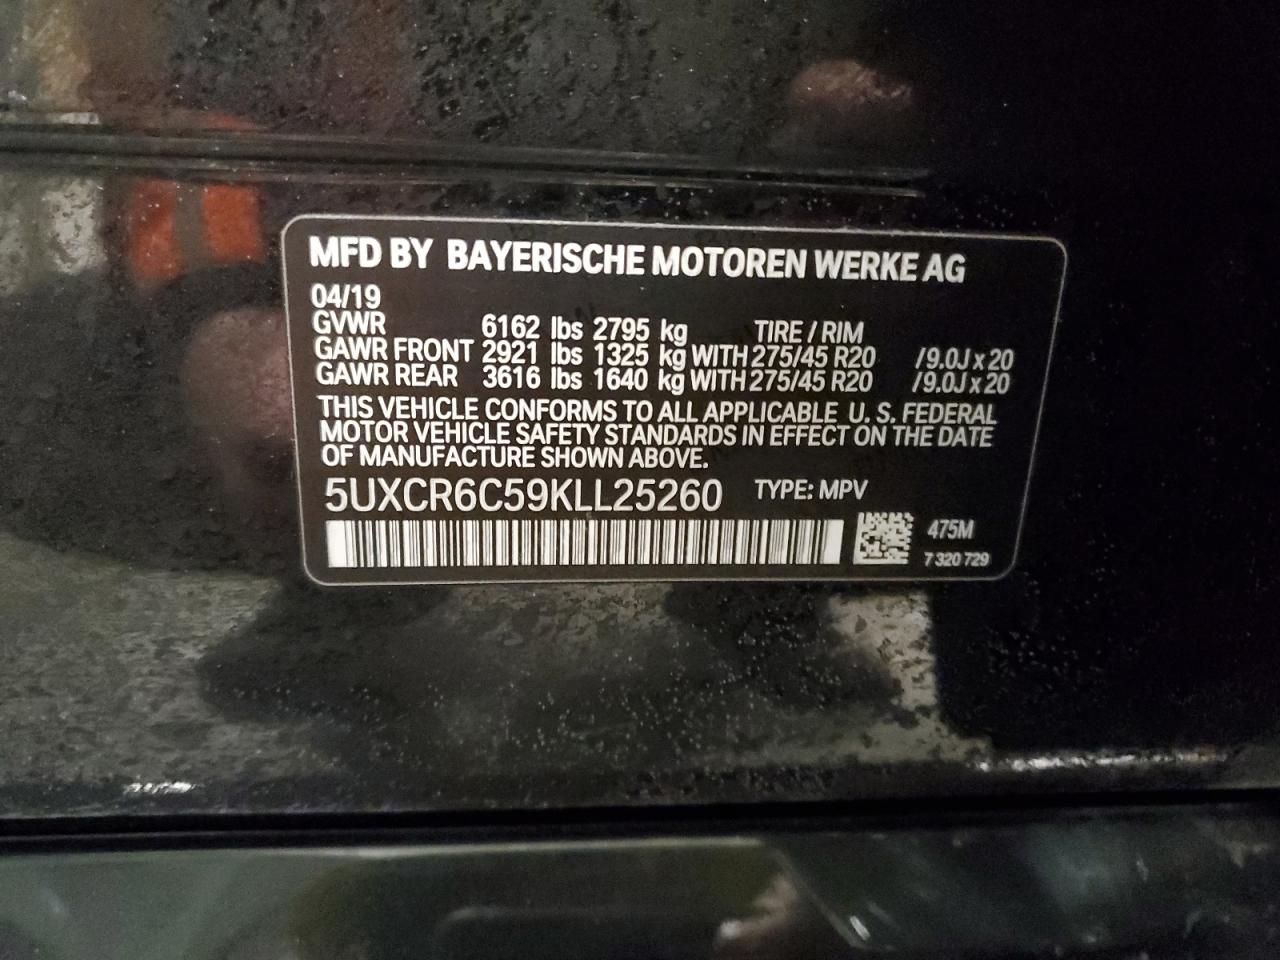 MFD BY BAYERISCHE MOTOREN WERKE AG
04/19
GVWR 6162 lbs 2795 kg TIRE / RIM
GAWR FRONT 2921 lbs 1325 kg WITH 275/45 R20 /9.0J x 20
GAWR REAR 3616 lbs 1640 kg WITH 275/45 R20 /9.0J x 20
THIS VEHICLE CONFORMS TO ALL APPLICABLE U. S. FEDERAL
MOTOR VEHICLE SAFETY STANDARDS IN EFFECT ON THE DATE
OF MANUFACTURE SHOWN ABOVE.
5UXCR6C59KLL25260 TYPE: MPV
475M
7 320 729